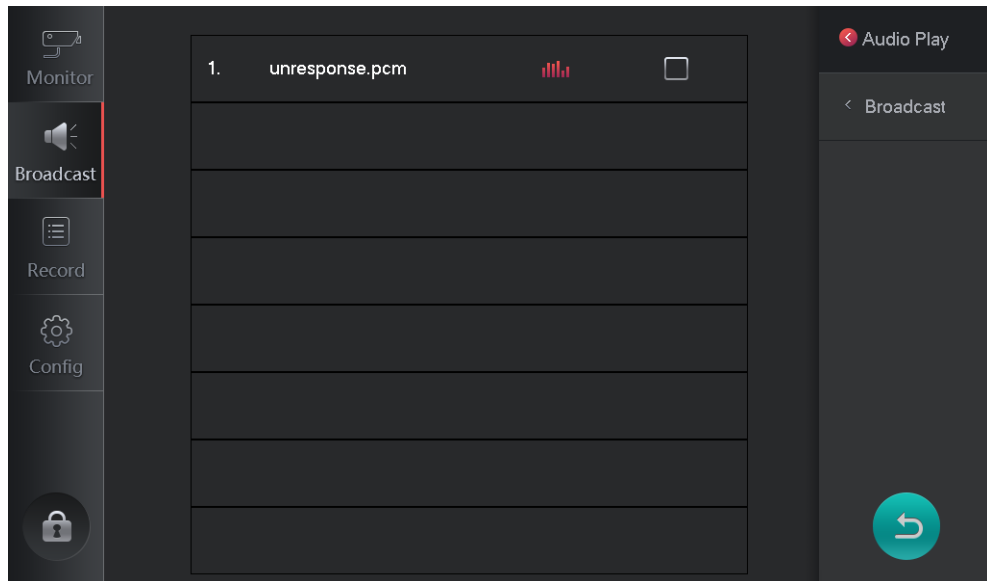 Monitor
Broadcast
Record
Config
1. unresponse.pcm
Audio Play
Broadcast